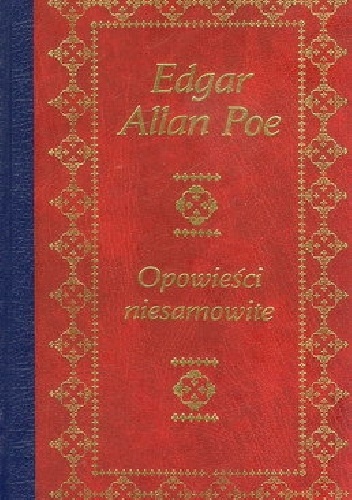 Edgar
Allan Poe
Opowieści
niesamowite